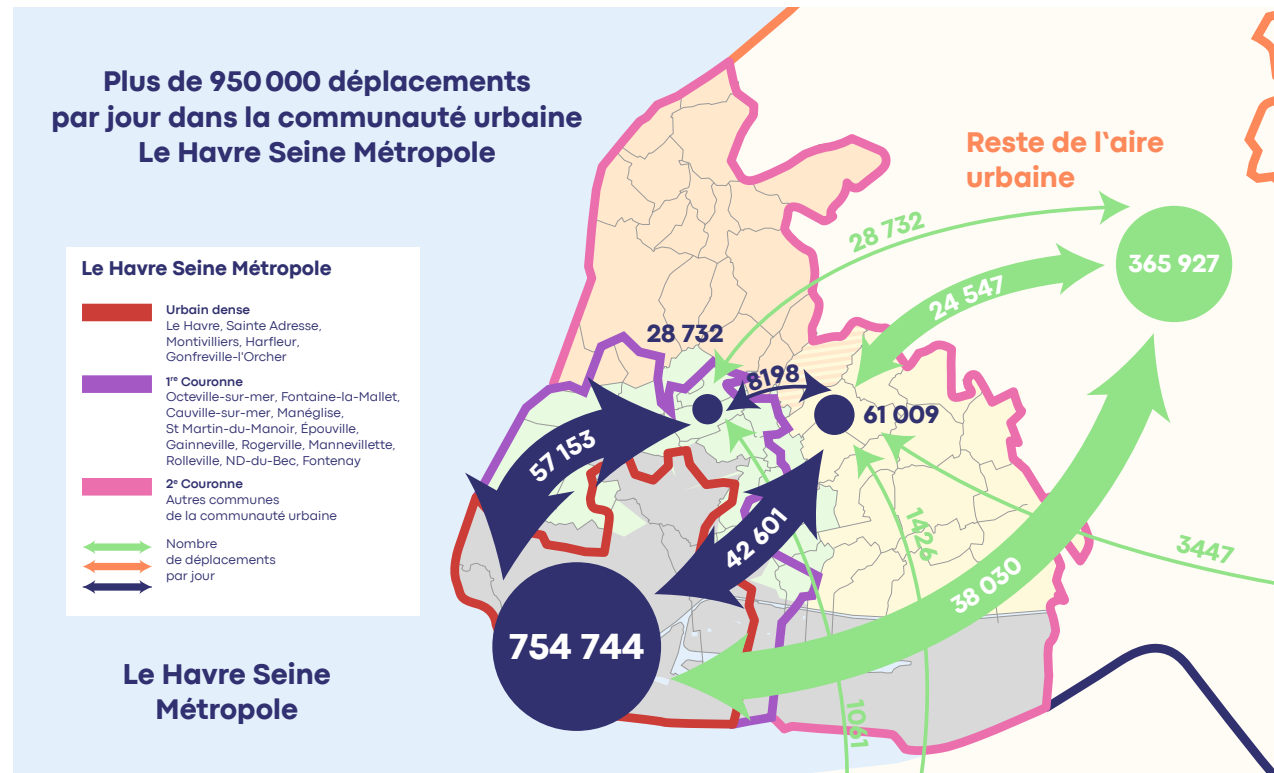 Plus de 950 000 déplacements
par jour dans la communauté urbaine
Le Havre Seine Métropole
Reste de l'aire
urbaine
28 732
365 927
24 547
Le Havre Seine Métropole
Urbain dense
Le Havre, Sainte Adresse,
Montivilliers, Harfleur,
Gonfreville-l'Orcher
1re Couronne
Octeville-sur-mer, Fontaine-la-Mallet,
Cauville-sur-mer, Manéglise,
St Martin-du-Manoir, Épouville,
Gainneville, Rogerville, Mannevillette,
Rolleville, ND-du-Bec, Fontenay
2e Couronne
Autres communes
de la communauté urbaine
Nombre
de déplacements
par jour
28 732
8198
61 009
57 153
42 601
1426
3447
38 030
754 744
1061
Le Havre Seine
Métropole